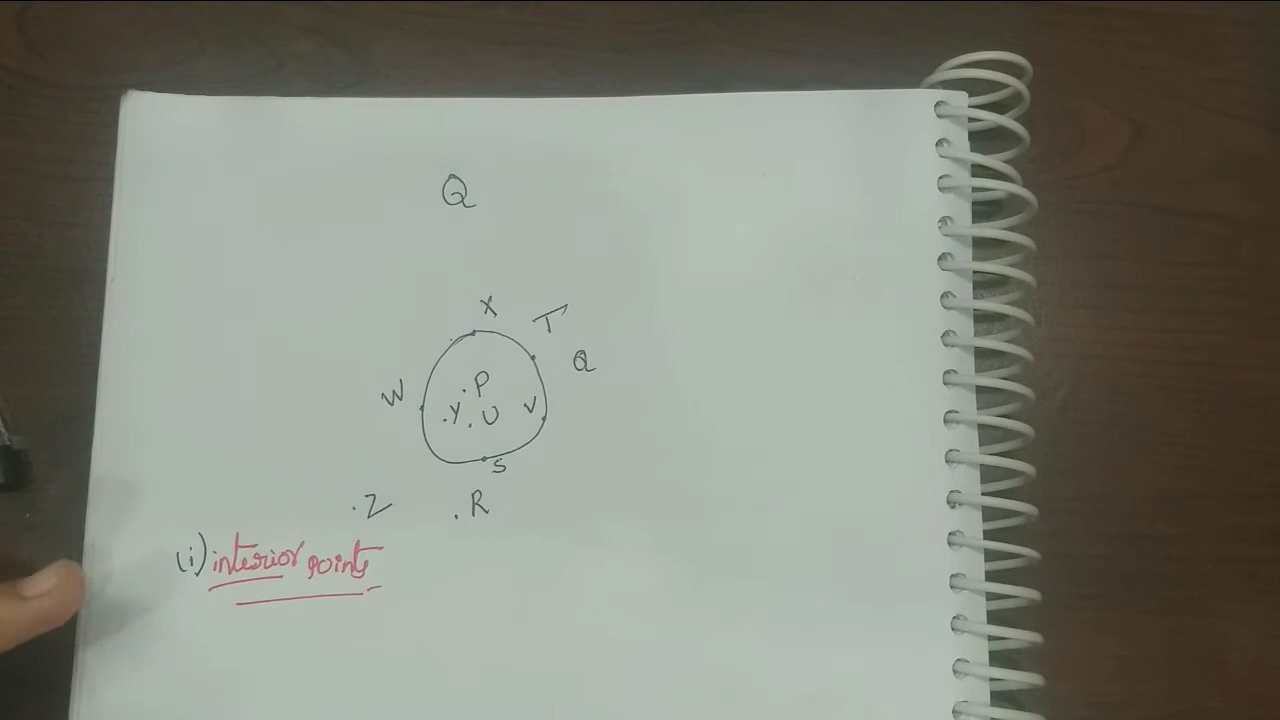 Q
X
T
Q
W
.P
.Y .U
V
S
.Z
.R
(i) interior points